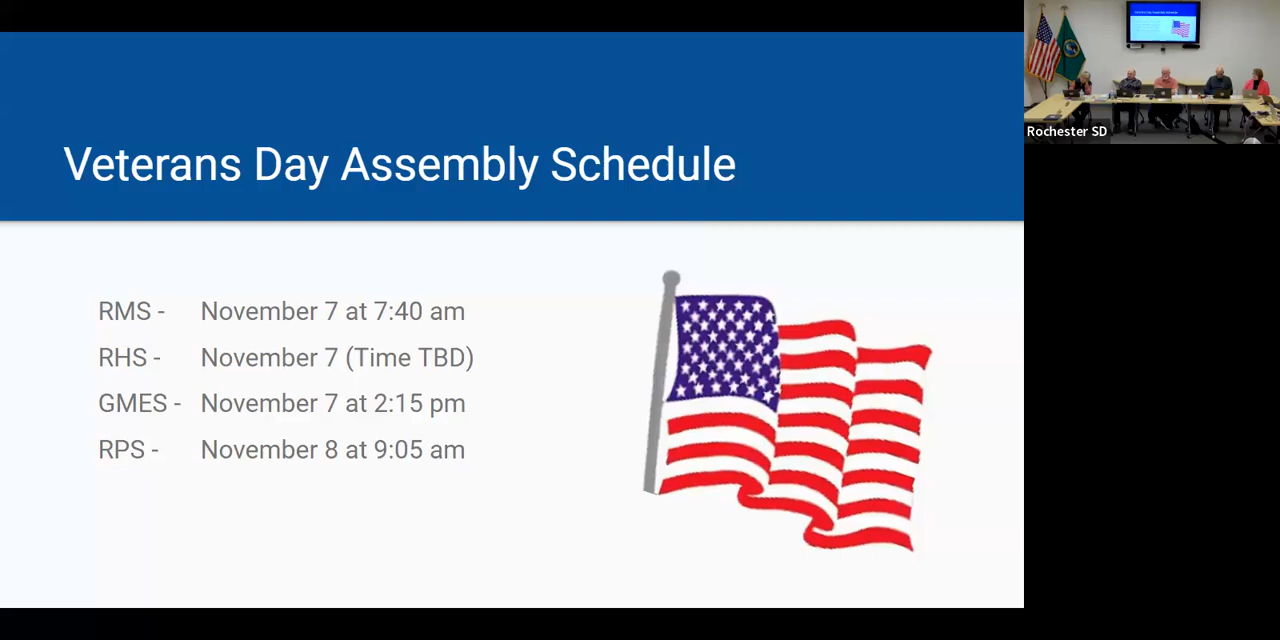 Veterans Day Assembly Schedule
RMS - November 7 at 7:40 am
RHS - November 7 (Time TBD)
GMES - November 7 at 2:15 pm
RPS - November 8 at 9:05 am
Rochester SD